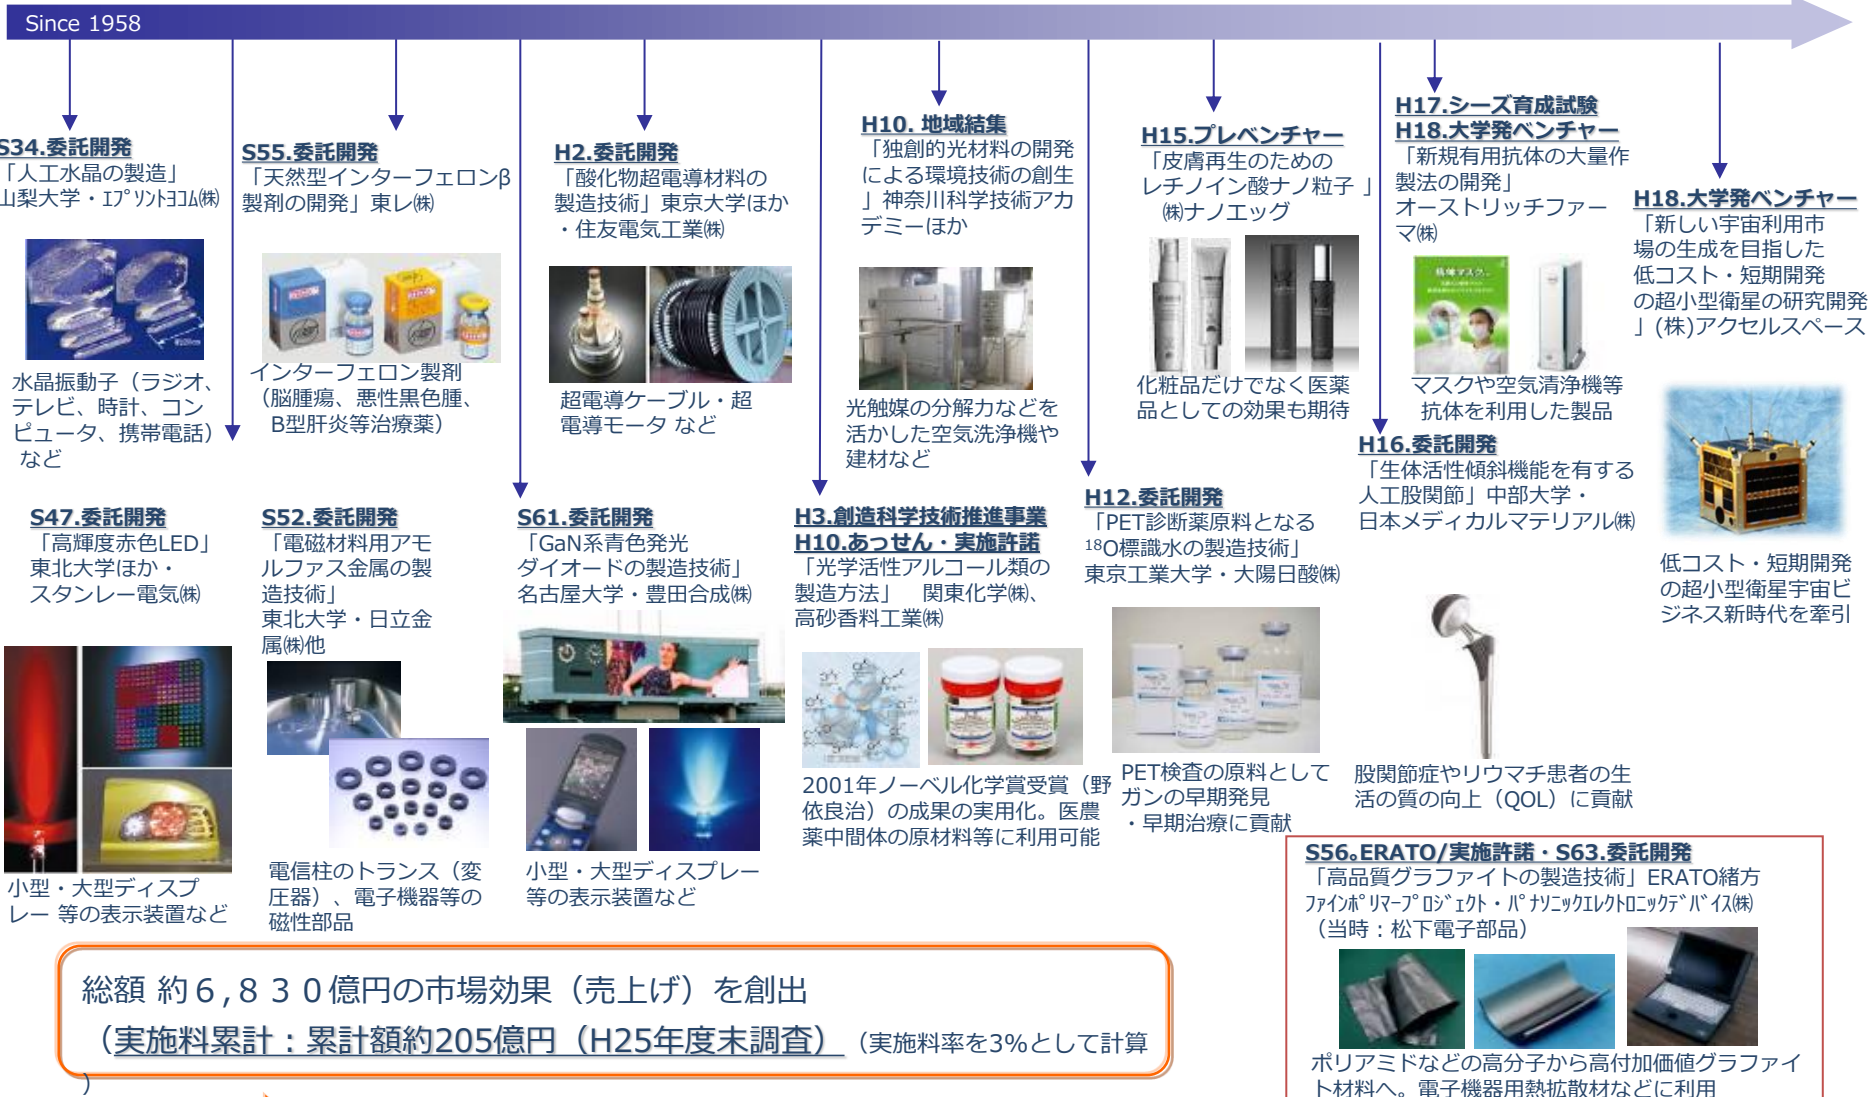 Since 1958
S34.委託開発
「人工水晶の製造」
山梨大学・ｴﾌﾟｿﾝﾄﾖｺﾑ㈱
水晶振動子（ラジオ、
テレビ、時計、コン
ピュータ、携帯電話）
など
S55.委託開発
「天然型インターフェロンβ
製剤の開発」東レ㈱
インターフェロン製剤
（脳腫瘍、悪性黒色腫、
B型肝炎等治療薬）
H2.委託開発
「酸化物超電導材料の
製造技術」東京大学ほか
・住友電気工業㈱
超電導ケーブル・超
電導モータ など
H10. 地域結集
「独創的光材料の開発
による環境技術の創生
」神奈川科学技術アカ
デミーほか
光触媒の分解力などを
活かした空気洗浄機や
建材など
H15.プレベンチャー
「皮膚再生のための
レチノイン酸ナノ粒子 」
㈱ナノエッグ
化粧品だけでなく医薬
品としての効果も期待
H17.シーズ育成試験
H18.大学発ベンチャー
「新規有用抗体の大量作
製法の開発」
オーストリッチファー
マ㈱
抗体マスク。
マスクや空気清浄機等
抗体を利用した製品
H18.大学発ベンチャー
「新しい宇宙利用市
場の生成を目指した
低コスト・短期開発
の超小型衛星の研究開発
」(株)アクセルスペース
低コスト・短期開発
の超小型衛星宇宙ビ
ジネス新時代を牽引
S47.委託開発
「高輝度赤色LED」
東北大学ほか・
スタンレー電気㈱
小型・大型ディスプ
レー 等の表示装置など
S52.委託開発
「電磁材料用アモ
ルファス金属の製
造技術」
東北大学・日立金
属㈱他
電信柱のトランス（変
圧器）、電子機器等の
磁性部品
S61.委託開発
「GaN系青色発光
ダイオードの製造技術」
名古屋大学・豊田合成㈱
小型・大型ディスプレー
等の表示装置など
H3.創造科学技術推進事業
H10.あっせん・実施許諾
「光学活性アルコール類の
製造方法」　関東化学㈱、
高砂香料工業㈱
2001年ノーベル化学賞受賞（野
依良治）の成果の実用化。医農
薬中間体の原材料等に利用可能
H12.委託開発
「PET診断薬原料となる
¹⁸O標識水の製造技術」
東京工業大学・大陽日酸㈱
PET検査の原料として
ガンの早期発見
・早期治療に貢献
H16.委託開発
「生体活性傾斜機能を有する
人工股関節」中部大学・
日本メディカルマテリアル㈱
股関節症やリウマチ患者の生
活の質の向上（QOL）に貢献
S56。ERATO/実施許諾・S63.委託開発
「高品質グラファイトの製造技術」ERATO緒方
ﾌｧｲﾝﾎﾟﾘﾏｰﾌﾟﾛｼﾞｪｸﾄ・ﾊﾟﾅｿﾆｯｸｴﾚｸﾄﾛﾆｯｸﾃﾞﾊﾞｲｽ㈱
（当時：松下電子部品）
ポリアミドなどの高分子から高付加価値グラファイ
ト材料へ。電子機器用熱拡散材などに利用
総額 約６,８３０億円の市場効果（売上げ）を創出
（実施料累計：累計額約205億円（H25年度末調査）（実施料率を3%として計算
）